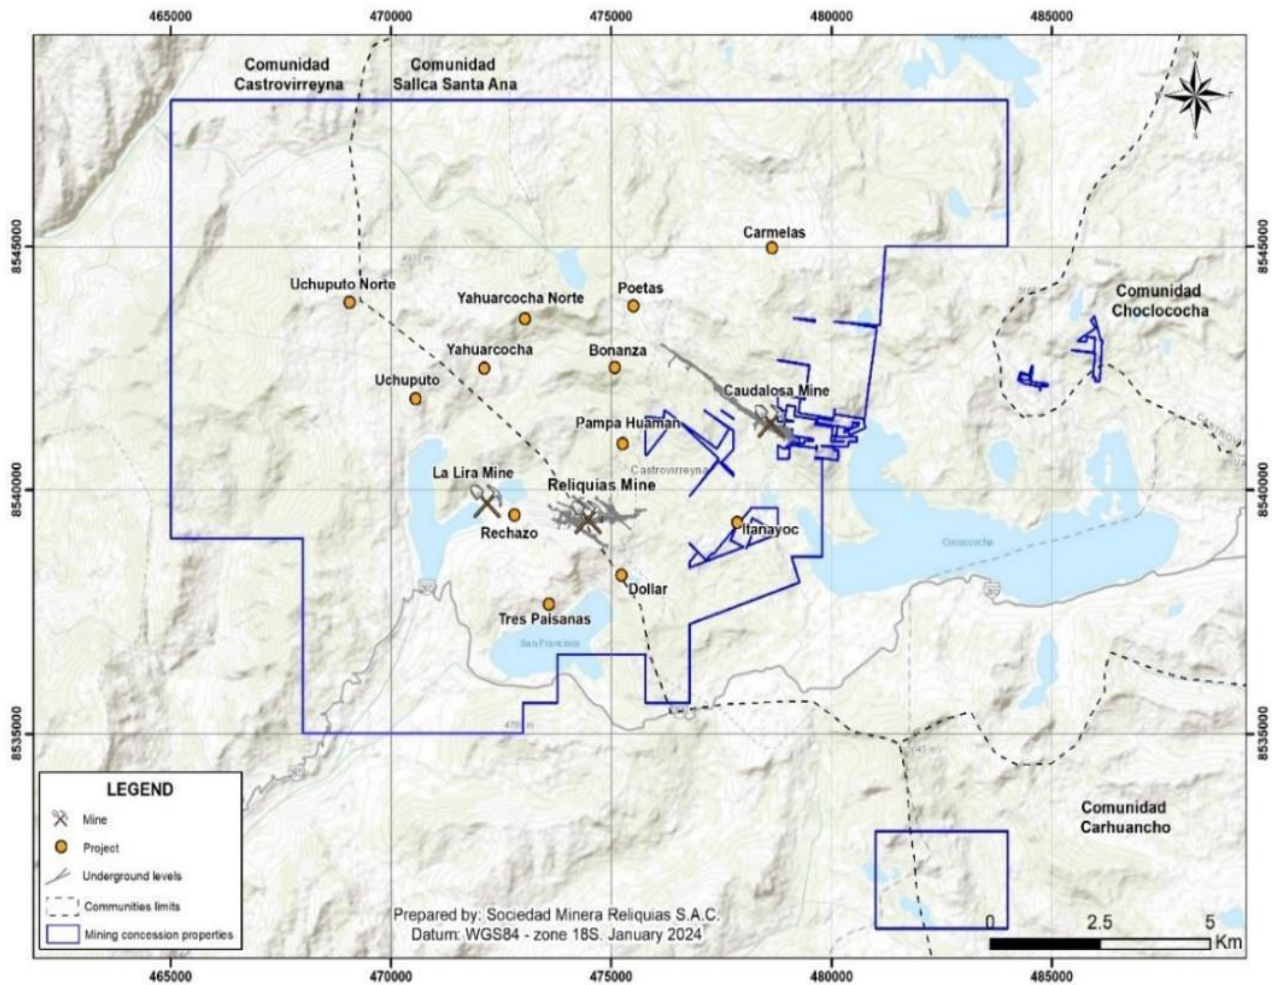 465000 470000 475000 480000 485000
Comunidad
Castrovirreyna
Comunidad
Sallca Santa Ana
8545000
8545000
Carmelas
Uchuputo Norte
Yahuarcocha Norte
Poetas
Comunidad
Choclococha
Yahuarcocha
Bonanza
Uchuputo
Caudalosa Mine
Pampa Huaman
Castrovirreyna
La Lira Mine
Reliquias Mine
8540000
8540000
Rechazo
Itanayoc
Orcococha
Dollar
Tres Paisanas
San Francisco
8535000
8535000
LEGEND
Mine
Project
Underground levels
Communities limits
Mining concession properties
Comunidad
Carhuancho
Prepared by: Sociedad Minera Reliquias S.A.C.
Datum: WGS84 - zone 18S. January 2024
0 2.5 5
Km
465000 470000 475000 480000 485000